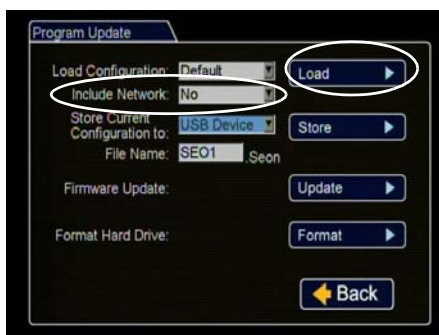 Program Update
Load Configuration: Default Load
Include Network: No
Store Current
Configuration to: USB Device Store
File Name: SEO1 .Seon
Firmware Update: Update
Format Hard Drive: Format
Back